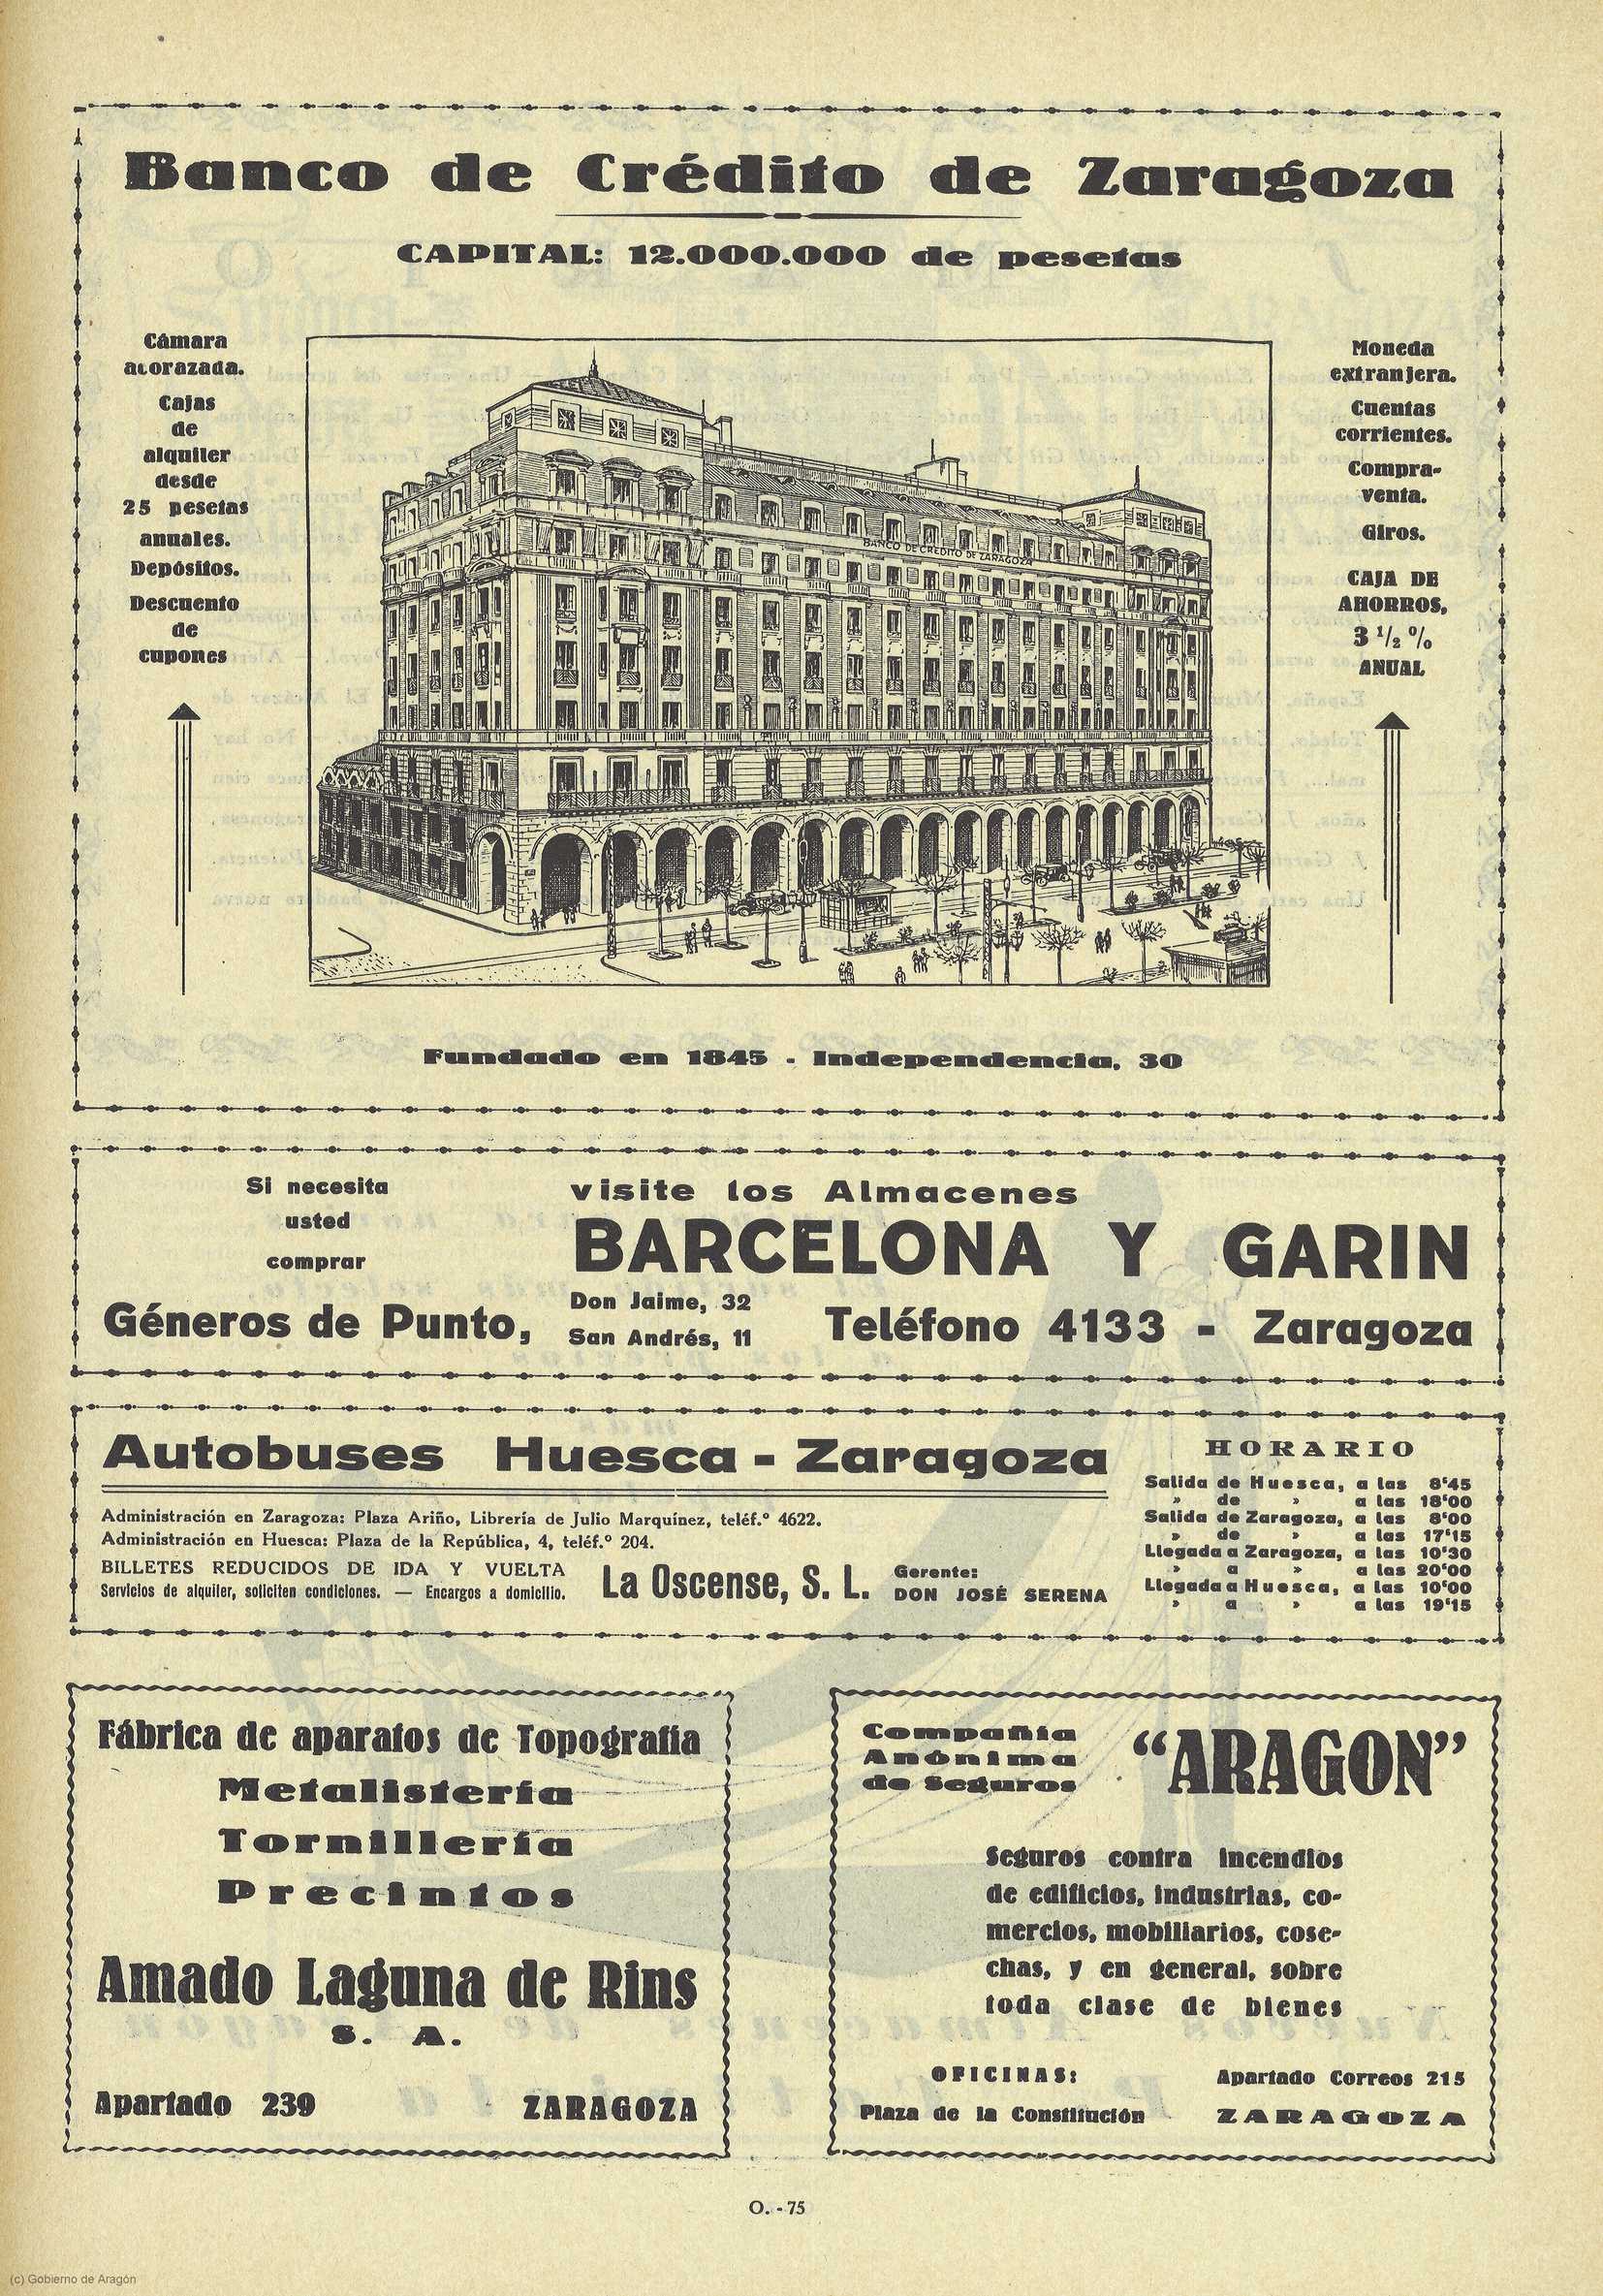 Banco de Crédito de Zaragoza
CAPITAL: 12.000.000 de pesetas
Cámara
acorazada.
Cajas
de
alquiler
desde
25 pesetas
anuales.
Depósitos.
Descuento
de
cupones
BANCO DE CREDITO DE ZARAGOZA
Moneda
extranjera.
Cuentas
corrientes.
Compra-
venta.
Giros.
CAJA DE
AHORROS,
3 1/2 %
ANUAL
Fundado en 1845 - Independencia, 30
Si necesita
usted
comprar
Géneros de Punto,
visite los Almacenes
BARCELONA Y GARIN
Don Jaime, 32
San Andrés, 11
Teléfono 4133 - Zaragoza
Autobuses Huesca - Zaragoza
Administración en Zaragoza: Plaza Ariño, Librería de Julio Marquínez, teléf.º 4622.
Administración en Huesca: Plaza de la República, 4, teléf.º 204.
BILLETES REDUCIDOS DE IDA Y VUELTA
Servicios de alquiler, soliciten condiciones. — Encargos a domicilio.
La Oscense, S. L.
Gerente:
DON JOSÉ SERENA
HORARIO
Salida de Huesca, a las 8'45
» de » a las 18'00
Salida de Zaragoza, a las 8'00
» de » a las 17'15
Llegada a Zaragoza, a las 10'30
» a » a las 20'00
Llegada a Huesca, a las 10'00
» a » a las 19'15
Fábrica de aparatos de Topografía
Metalistería
Tornillería
Precintos
Amado Laguna de Rins
S. A.
Apartado 239 ZARAGOZA
Compañía
Anónima
de Seguros
“ARAGON”
Seguros contra incendios
de edificios, industrias, co-
mercios, mobiliarios, cose-
chas, y en general, sobre
toda clase de bienes
OFICINAS:
Plaza de la Constitución
Apartado Correos 215
ZARAGOZA
O. - 75
(c) Gobierno de Aragón